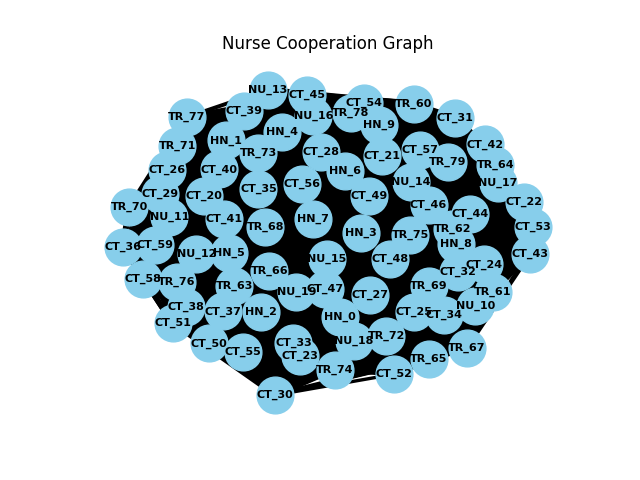 Nurse Cooperation Graph
NU_13
CT_45
CT_54
TR_60
CT_39
TR_77
NU_16
TR_78
CT_31
HN_9
HN_4
HN_1
TR_71
CT_42
CT_57
TR_73
CT_28
CT_21
TR_79
TR_64
CT_26
CT_40
HN_6
NU_14
NU_17
CT_56
CT_35
CT_29
CT_20
CT_49
CT_22
CT_46
TR_70
CT_44
NU_11
CT_41
HN_7
TR_68
CT_53
TR_62
HN_3
TR_75
CT_36
CT_59
HN_8
NU_12
HN_5
CT_43
NU_15
CT_48
CT_24
TR_66
CT_32
CT_58
TR_76
TR_63
TR_69
CT_47
NU_19
TR_61
CT_27
CT_38
NU_10
CT_37
HN_2
CT_25
CT_34
HN_0
CT_51
TR_72
NU_18
CT_50
CT_33
TR_67
CT_55
CT_23
TR_65
TR_74
CT_52
CT_30